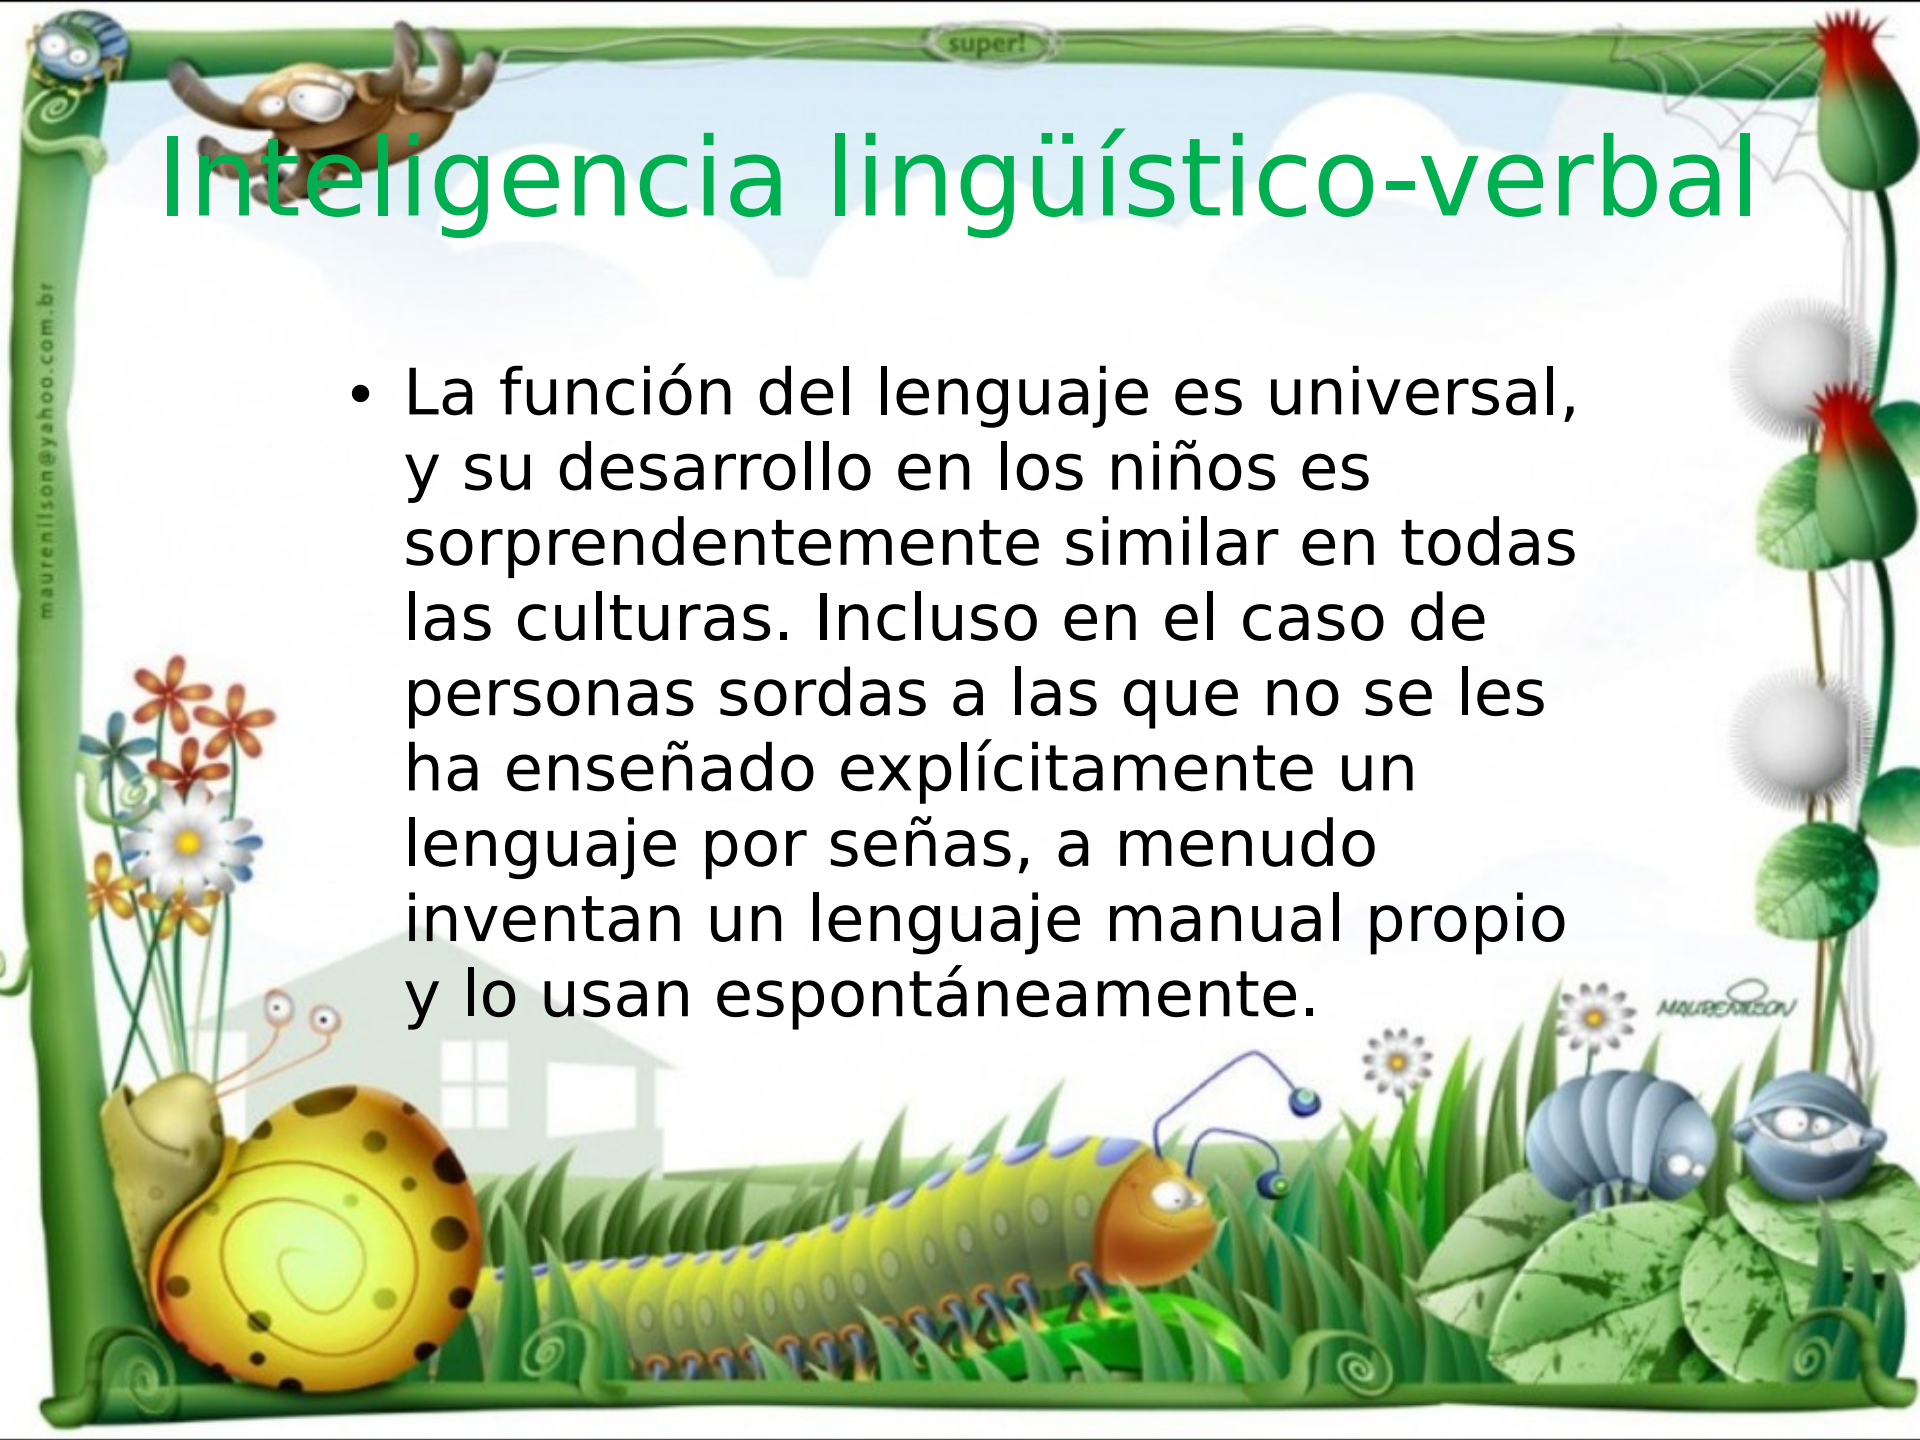 super!
Inteligencia lingüístico-verbal
maurenilson@yahoo.com.br
• La función del lenguaje es universal,
y su desarrollo en los niños es
sorprendentemente similar en todas
las culturas. Incluso en el caso de
personas sordas a las que no se les
ha enseñado explícitamente un
lenguaje por señas, a menudo
inventan un lenguaje manual propio
y lo usan espontáneamente.
MAURENILSON